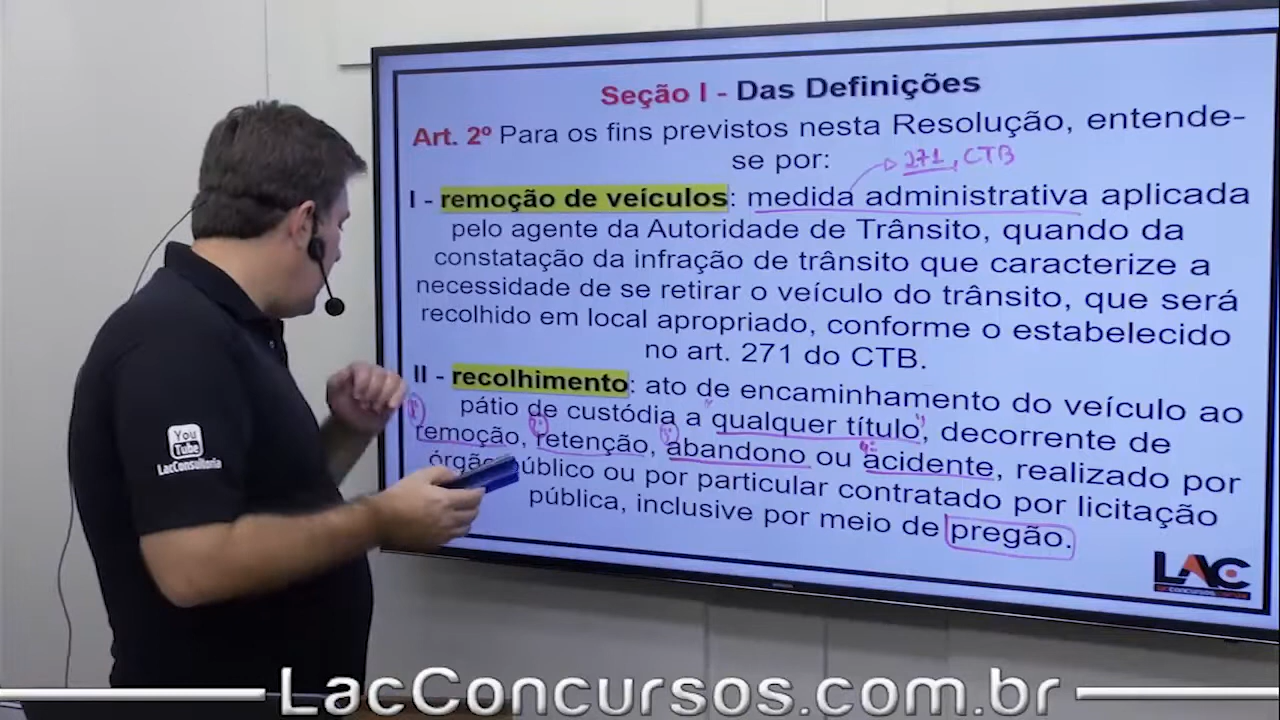 Seção I - Das Definições
Art. 2º Para os fins previstos nesta Resolução, entende-
se por:
271, CTB
I - remoção de veículos: medida administrativa aplicada
pelo agente da Autoridade de Trânsito, quando da
constatação da infração de trânsito que caracterize a
necessidade de se retirar o veículo do trânsito, que será
recolhido em local apropriado, conforme o estabelecido
no art. 271 do CTB.
II - recolhimento: ato de encaminhamento do veículo ao
pátio de custódia a "qualquer título", decorrente de
1º 2º 3º 4º
remoção, retenção, abandono ou acidente, realizado por
público ou por particular contratado por licitação
pública, inclusive por meio de pregão.
LAC
You
Tube
LacConsultoria
LacConcursos.com.br